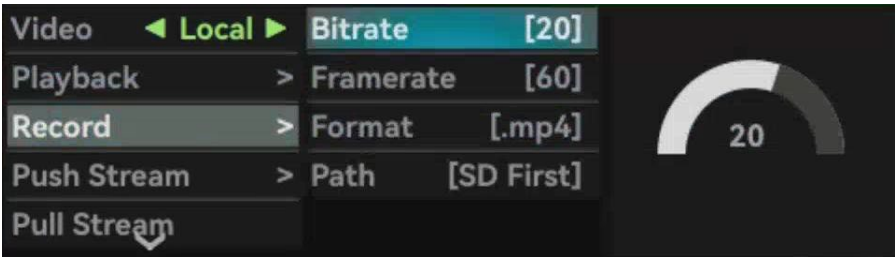 Video ◀ Local ▶
Playback >
Record >
Push Stream >
Pull Stream
Bitrate [20]
Framerate [60]
Format [.mp4]
Path [SD First]
20